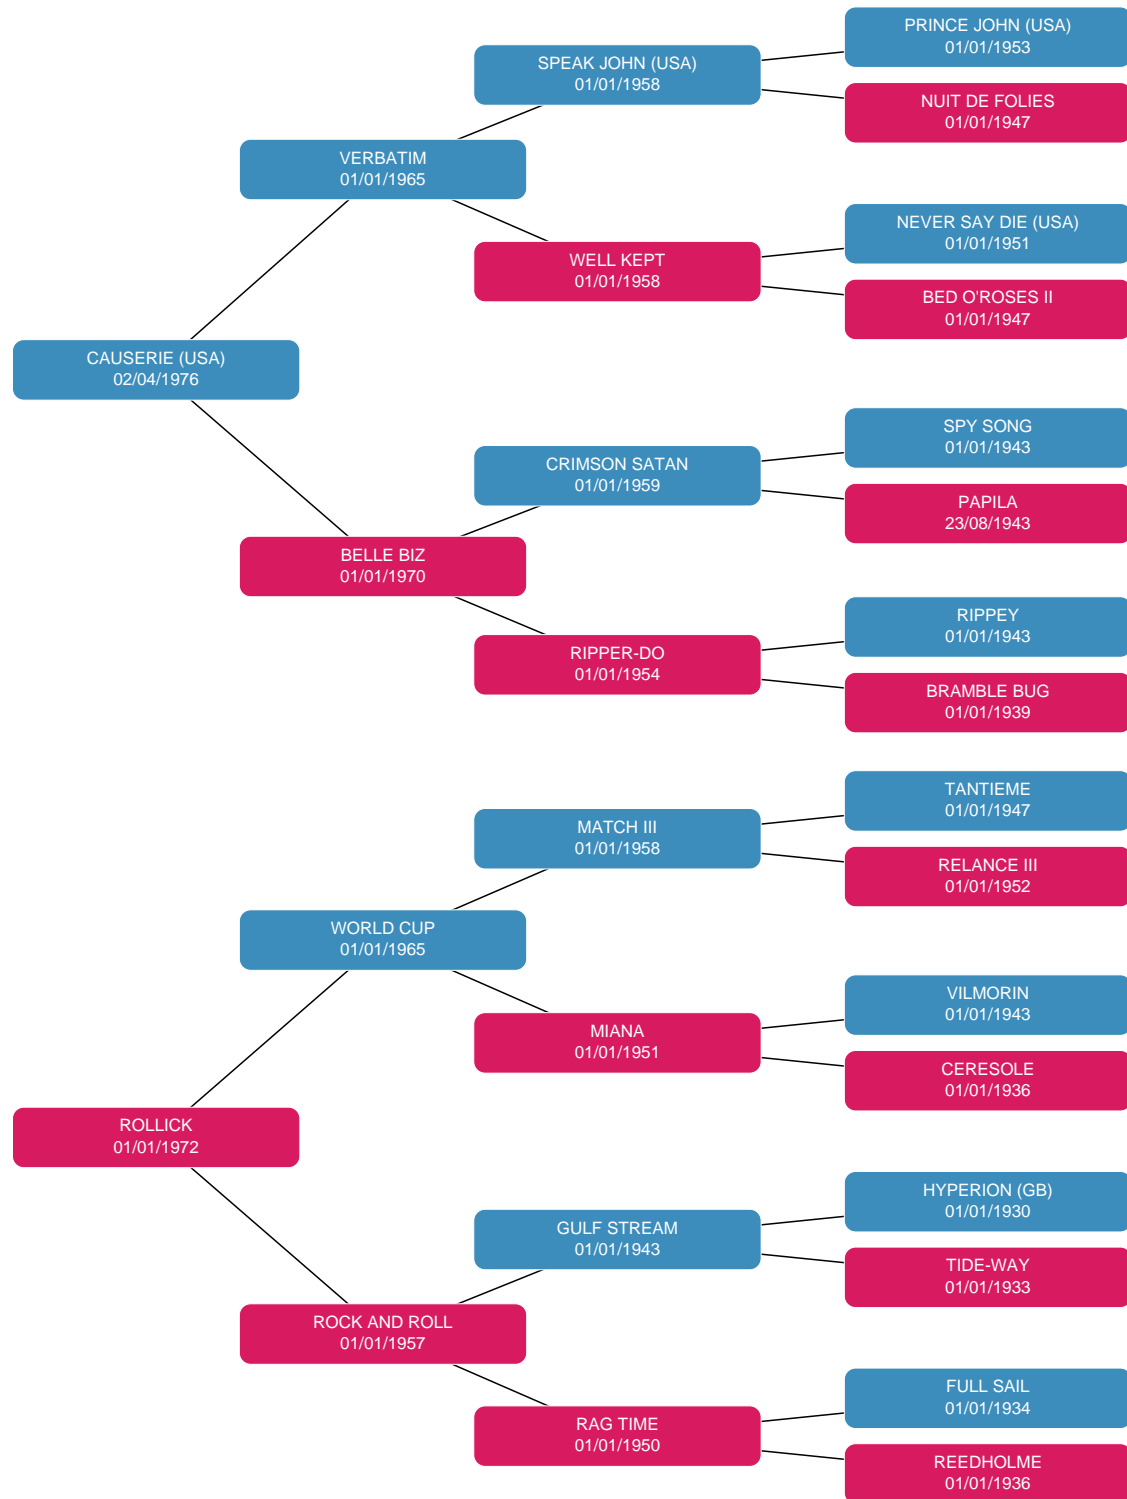 PRINCE JOHN (USA)
01/01/1953
SPEAK JOHN (USA)
01/01/1958
NUIT DE FOLIES
01/01/1947
VERBATIM
01/01/1965
NEVER SAY DIE (USA)
01/01/1951
WELL KEPT
01/01/1958
BED O'ROSES II
01/01/1947
CAUSERIE (USA)
02/04/1976
SPY SONG
01/01/1943
CRIMSON SATAN
01/01/1959
PAPILA
23/08/1943
BELLE BIZ
01/01/1970
RIPPEY
01/01/1943
RIPPER-DO
01/01/1954
BRAMBLE BUG
01/01/1939
TANTIEME
01/01/1947
MATCH III
01/01/1958
RELANCE III
01/01/1952
WORLD CUP
01/01/1965
VILMORIN
01/01/1943
MIANA
01/01/1951
CERESOLE
01/01/1936
ROLLICK
01/01/1972
HYPERION (GB)
01/01/1930
GULF STREAM
01/01/1943
TIDE-WAY
01/01/1933
ROCK AND ROLL
01/01/1957
FULL SAIL
01/01/1934
RAG TIME
01/01/1950
REEDHOLME
01/01/1936